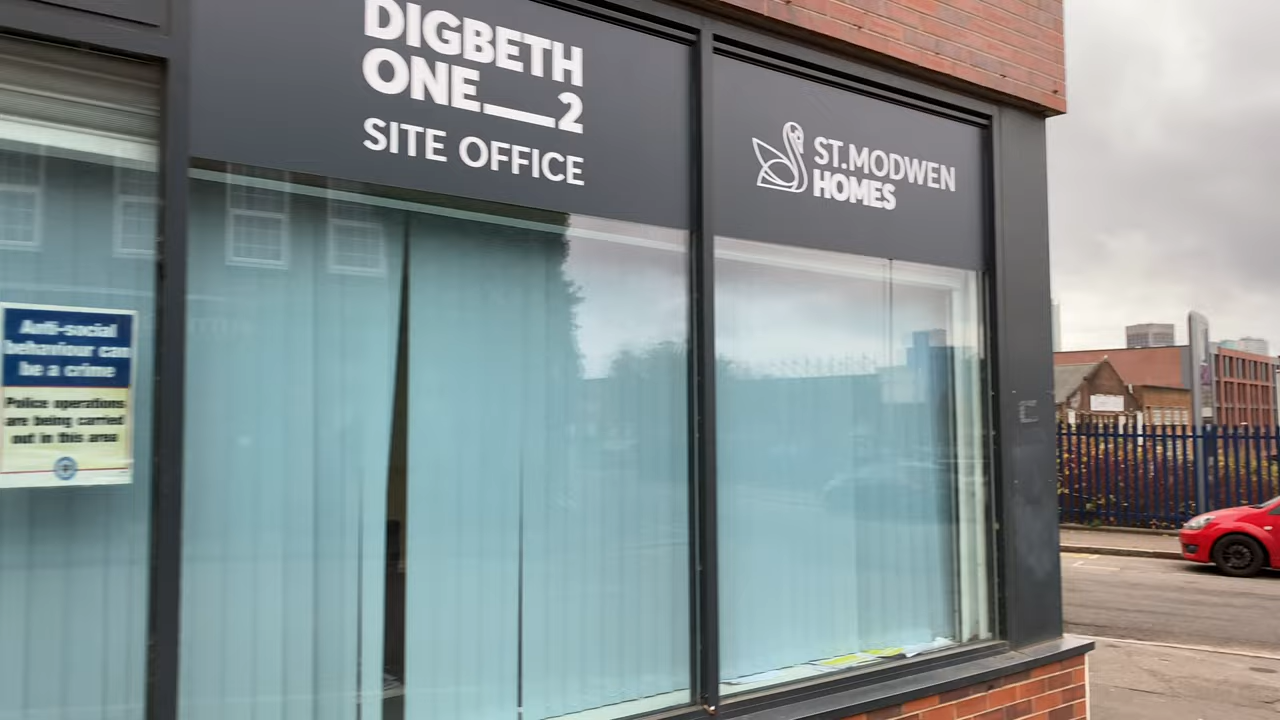 DIGBETH
ONE__2
SITE OFFICE
ST.MODWEN
HOMES
Anti-social
behaviour can
be a crime
Police operations
are being carried
out in this area